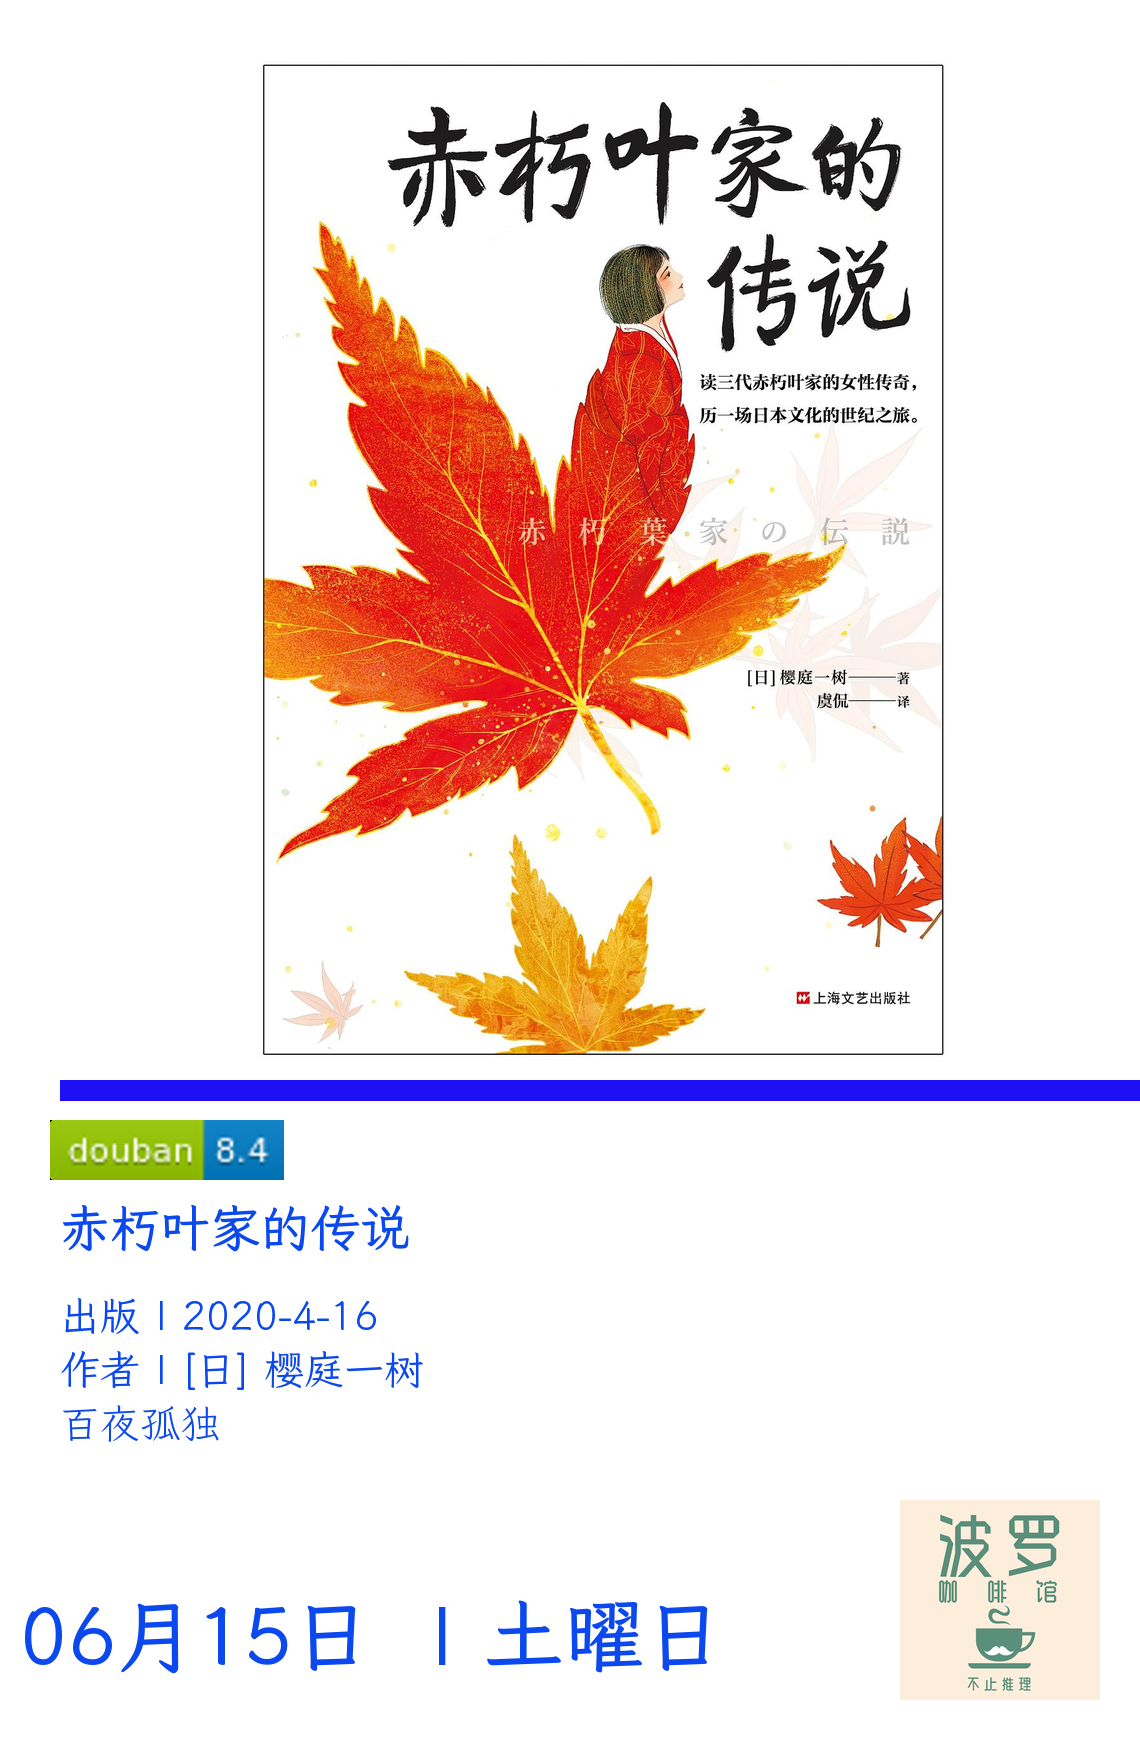 赤朽叶家的
传说
读三代赤朽叶家的女性传奇，
历一场日本文化的世纪之旅。
赤朽葉家の伝説
[日]樱庭一树———著
虞侃———译
上海文艺出版社
douban 8.4
赤朽叶家的传说
出版 | 2020-4-16
作者 | [日] 樱庭一树
百夜孤独
波罗
咖啡馆
不止推理
06月15日 | 土曜日